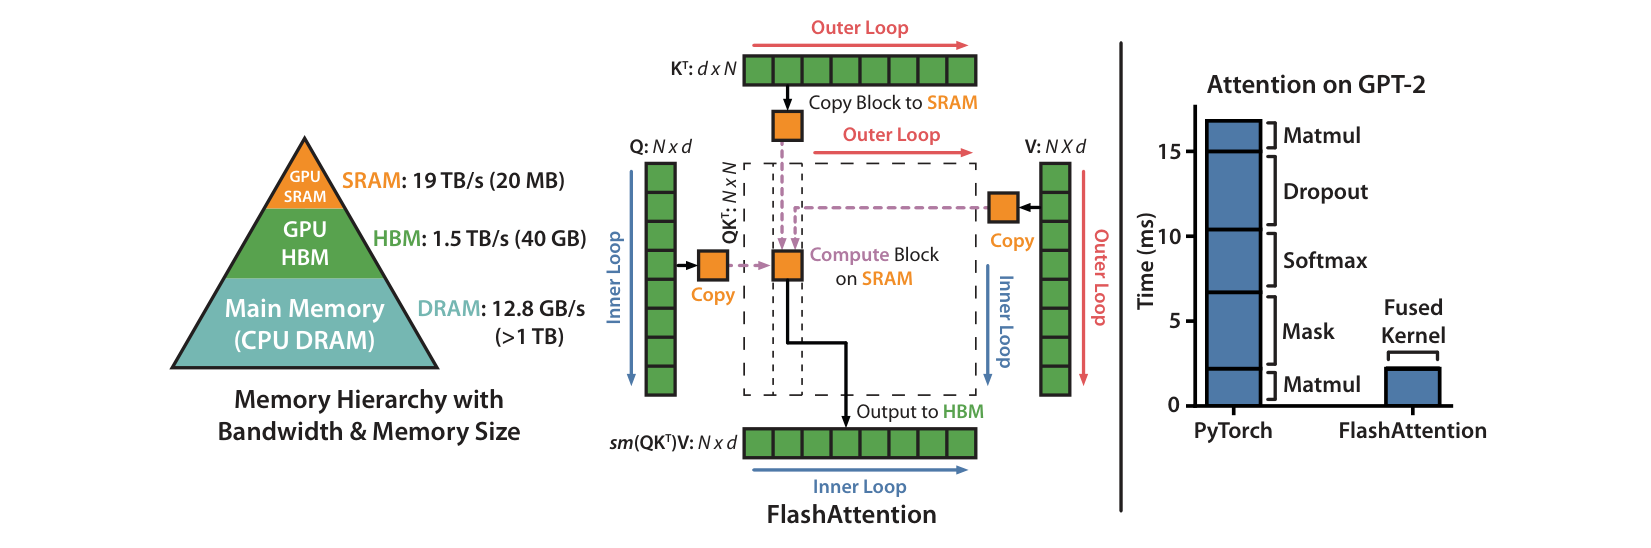 GPU
SRAM
SRAM: 19 TB/s (20 MB)
GPU
HBM
HBM: 1.5 TB/s (40 GB)
Main Memory
(CPU DRAM)
DRAM: 12.8 GB/s
(>1 TB)
Memory Hierarchy with
Bandwidth & Memory Size
Outer Loop
Kᵀ: d x N
Copy Block to SRAM
Outer Loop
Q: N x d
V: N X d
QKᵀ: N x N
Inner Loop
Copy
Compute Block
on SRAM
Copy
Inner Loop
Outer Loop
Output to HBM
sm(QKᵀ)V: N x d
Inner Loop
FlashAttention
Attention on GPT-2
Time (ms)
15
10
5
0
Matmul
Dropout
Softmax
Mask
Matmul
Fused
Kernel
PyTorch
FlashAttention